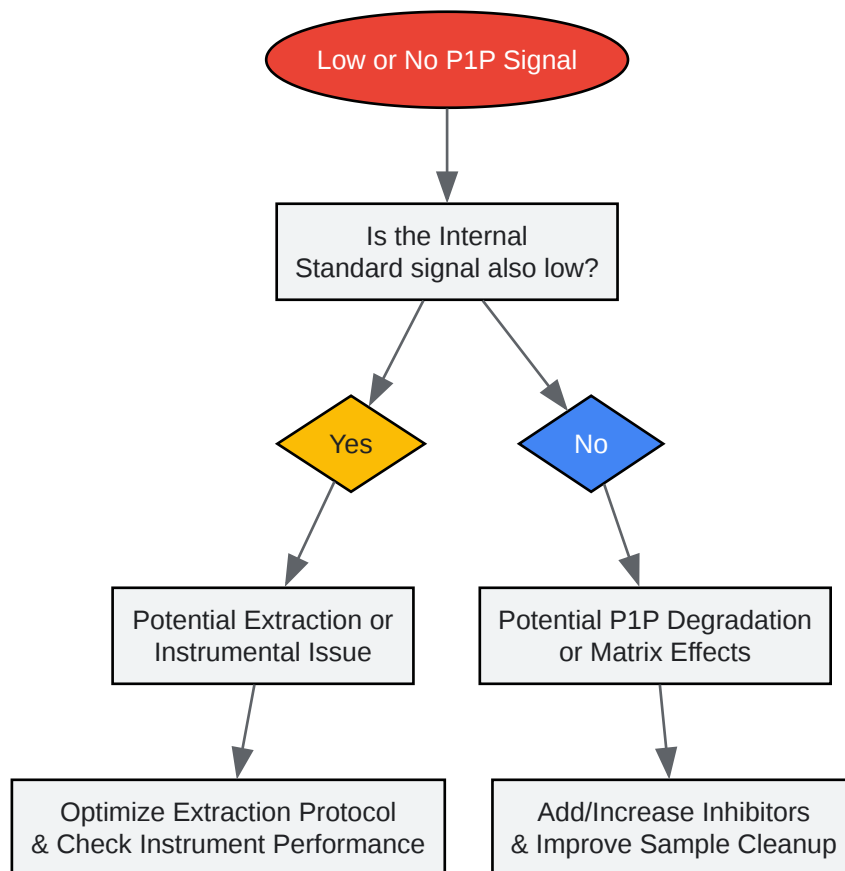 Low or No P1P Signal
Is the Internal
Standard signal also low?
Yes
No
Potential Extraction or
Instrumental Issue
Potential P1P Degradation
or Matrix Effects
Optimize Extraction Protocol
& Check Instrument Performance
Add/Increase Inhibitors
& Improve Sample Cleanup